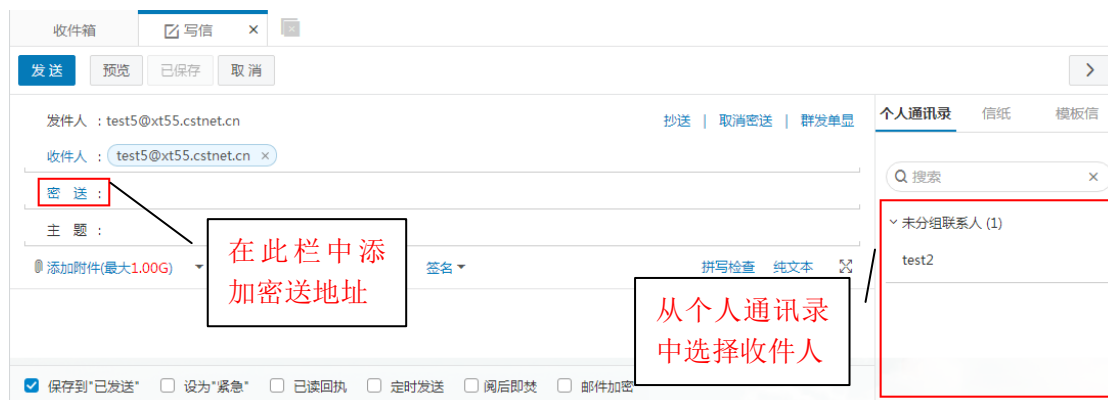 收件箱 写信 ×
发送 预览 已保存 取消
发件人 : test5@xt55.cstnet.cn 抄送 | 取消密送 | 群发单显
个人通讯录 信纸 模板信
收件人 : test5@xt55.cstnet.cn ×
搜索 ×
密 送 :
主 题 :
未分组联系人 (1)
test2
添加附件(最大1.00G) 签名 拼写检查 纯文本
在此栏中添
加密送地址
从个人通讯录
中选择收件人
保存到"已发送" 设为"紧急" 已读回执 定时发送 阅后即焚 邮件加密